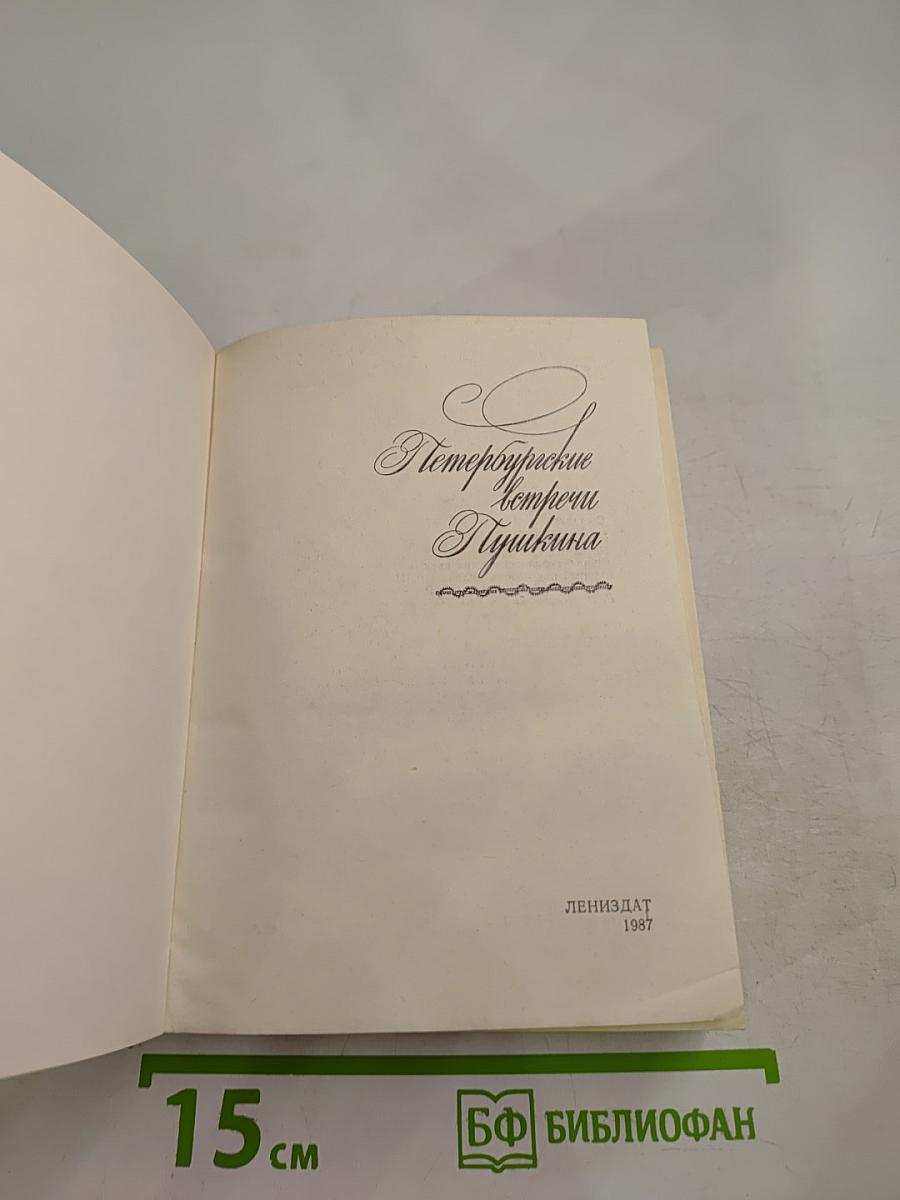 Петербургские
встречи
Пушкина
ЛЕНИЗДАТ
1987
15 см
БФ БИБЛИОФАН